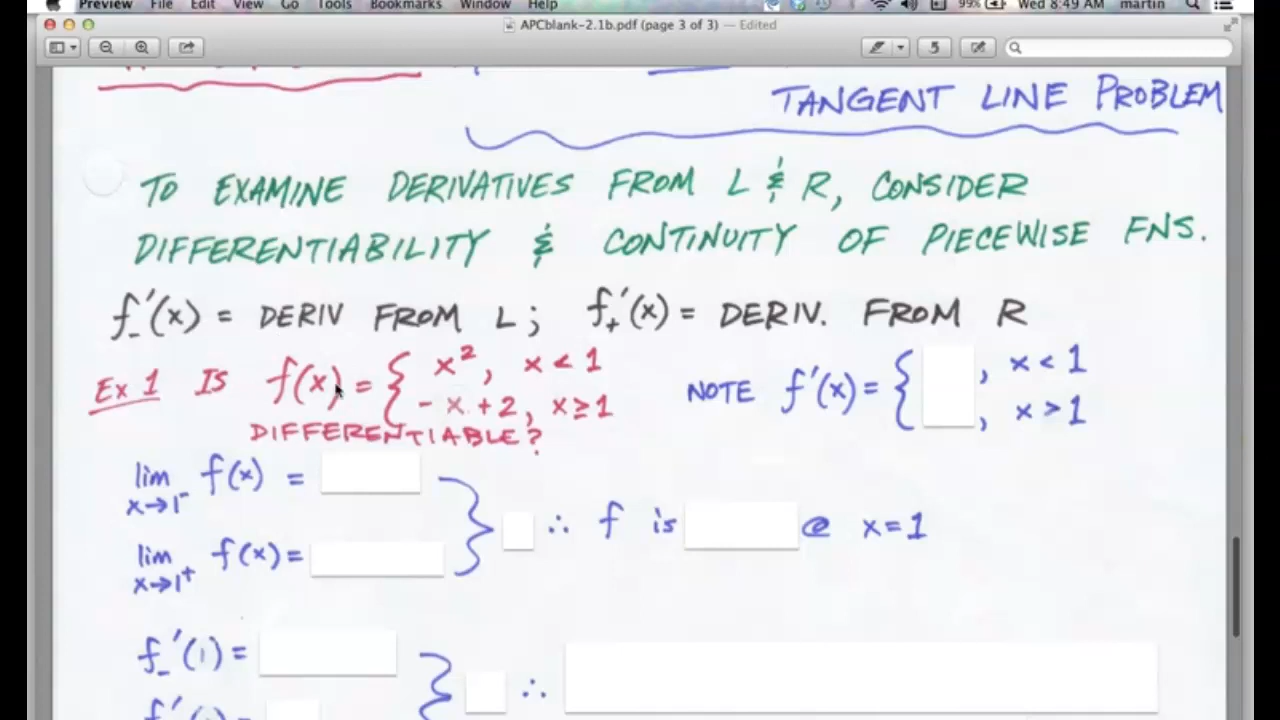 Preview File Edit View Go Tools Bookmarks Window Help 99% Wed 8:49 AM martin
APCblank-2.1b.pdf (page 3 of 3) — Edited
TANGENT LINE PROBLEM
TO EXAMINE DERIVATIVES FROM L & R, CONSIDER
DIFFERENTIABILITY & CONTINUITY OF PIECEWISE FNS.
f₋'(x) = DERIV FROM L; f₊'(x) = DERIV. FROM R
Ex 1 IS f(x) = { x², x < 1
- x + 2, x ≥ 1
DIFFERENTIABLE?
NOTE f'(x) = { , x < 1
, x > 1
lim x→1⁻ f(x) =
lim x→1⁺ f(x) =
} ∴ f is @ x = 1
f₋'(1) =
} ∴